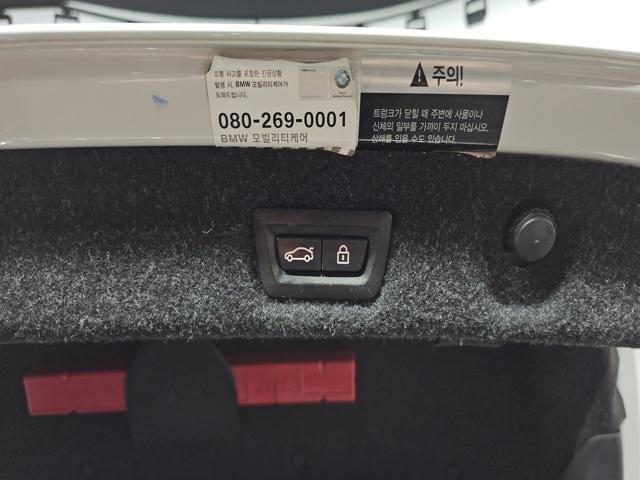 교통 사고를 포함한 긴급상황
발생 시, BMW 모빌리티케어가
도와드립니다.
080-269-0001
BMW 모빌리티케어
주의!
트렁크가 닫힐 때 주변에 사물이나
신체의 일부를 가까이 두지 마십시오.
상해를 입을 수도 있습니다.